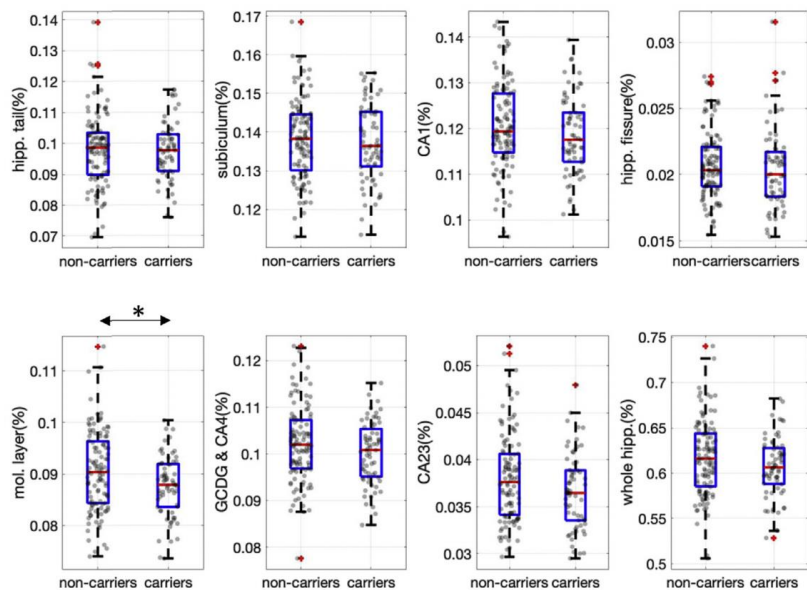 hipp. tail(%)
0.14
0.13
0.12
0.11
0.1
0.09
0.08
0.07
non-carriers carriers
subiculum(%)
0.17
0.16
0.15
0.14
0.13
0.12
non-carriers carriers
CA1(%)
0.14
0.13
0.12
0.11
0.1
non-carriers carriers
hipp. fissure(%)
0.03
0.025
0.02
0.015
non-carriers carriers
*
mol. layer(%)
0.11
0.1
0.09
0.08
non-carriers carriers
GCDG & CA4(%)
0.12
0.11
0.1
0.09
0.08
non-carriers carriers
CA23(%)
0.05
0.045
0.04
0.035
0.03
non-carriers carriers
whole hipp.(%)
0.75
0.7
0.65
0.6
0.55
0.5
non-carriers carriers